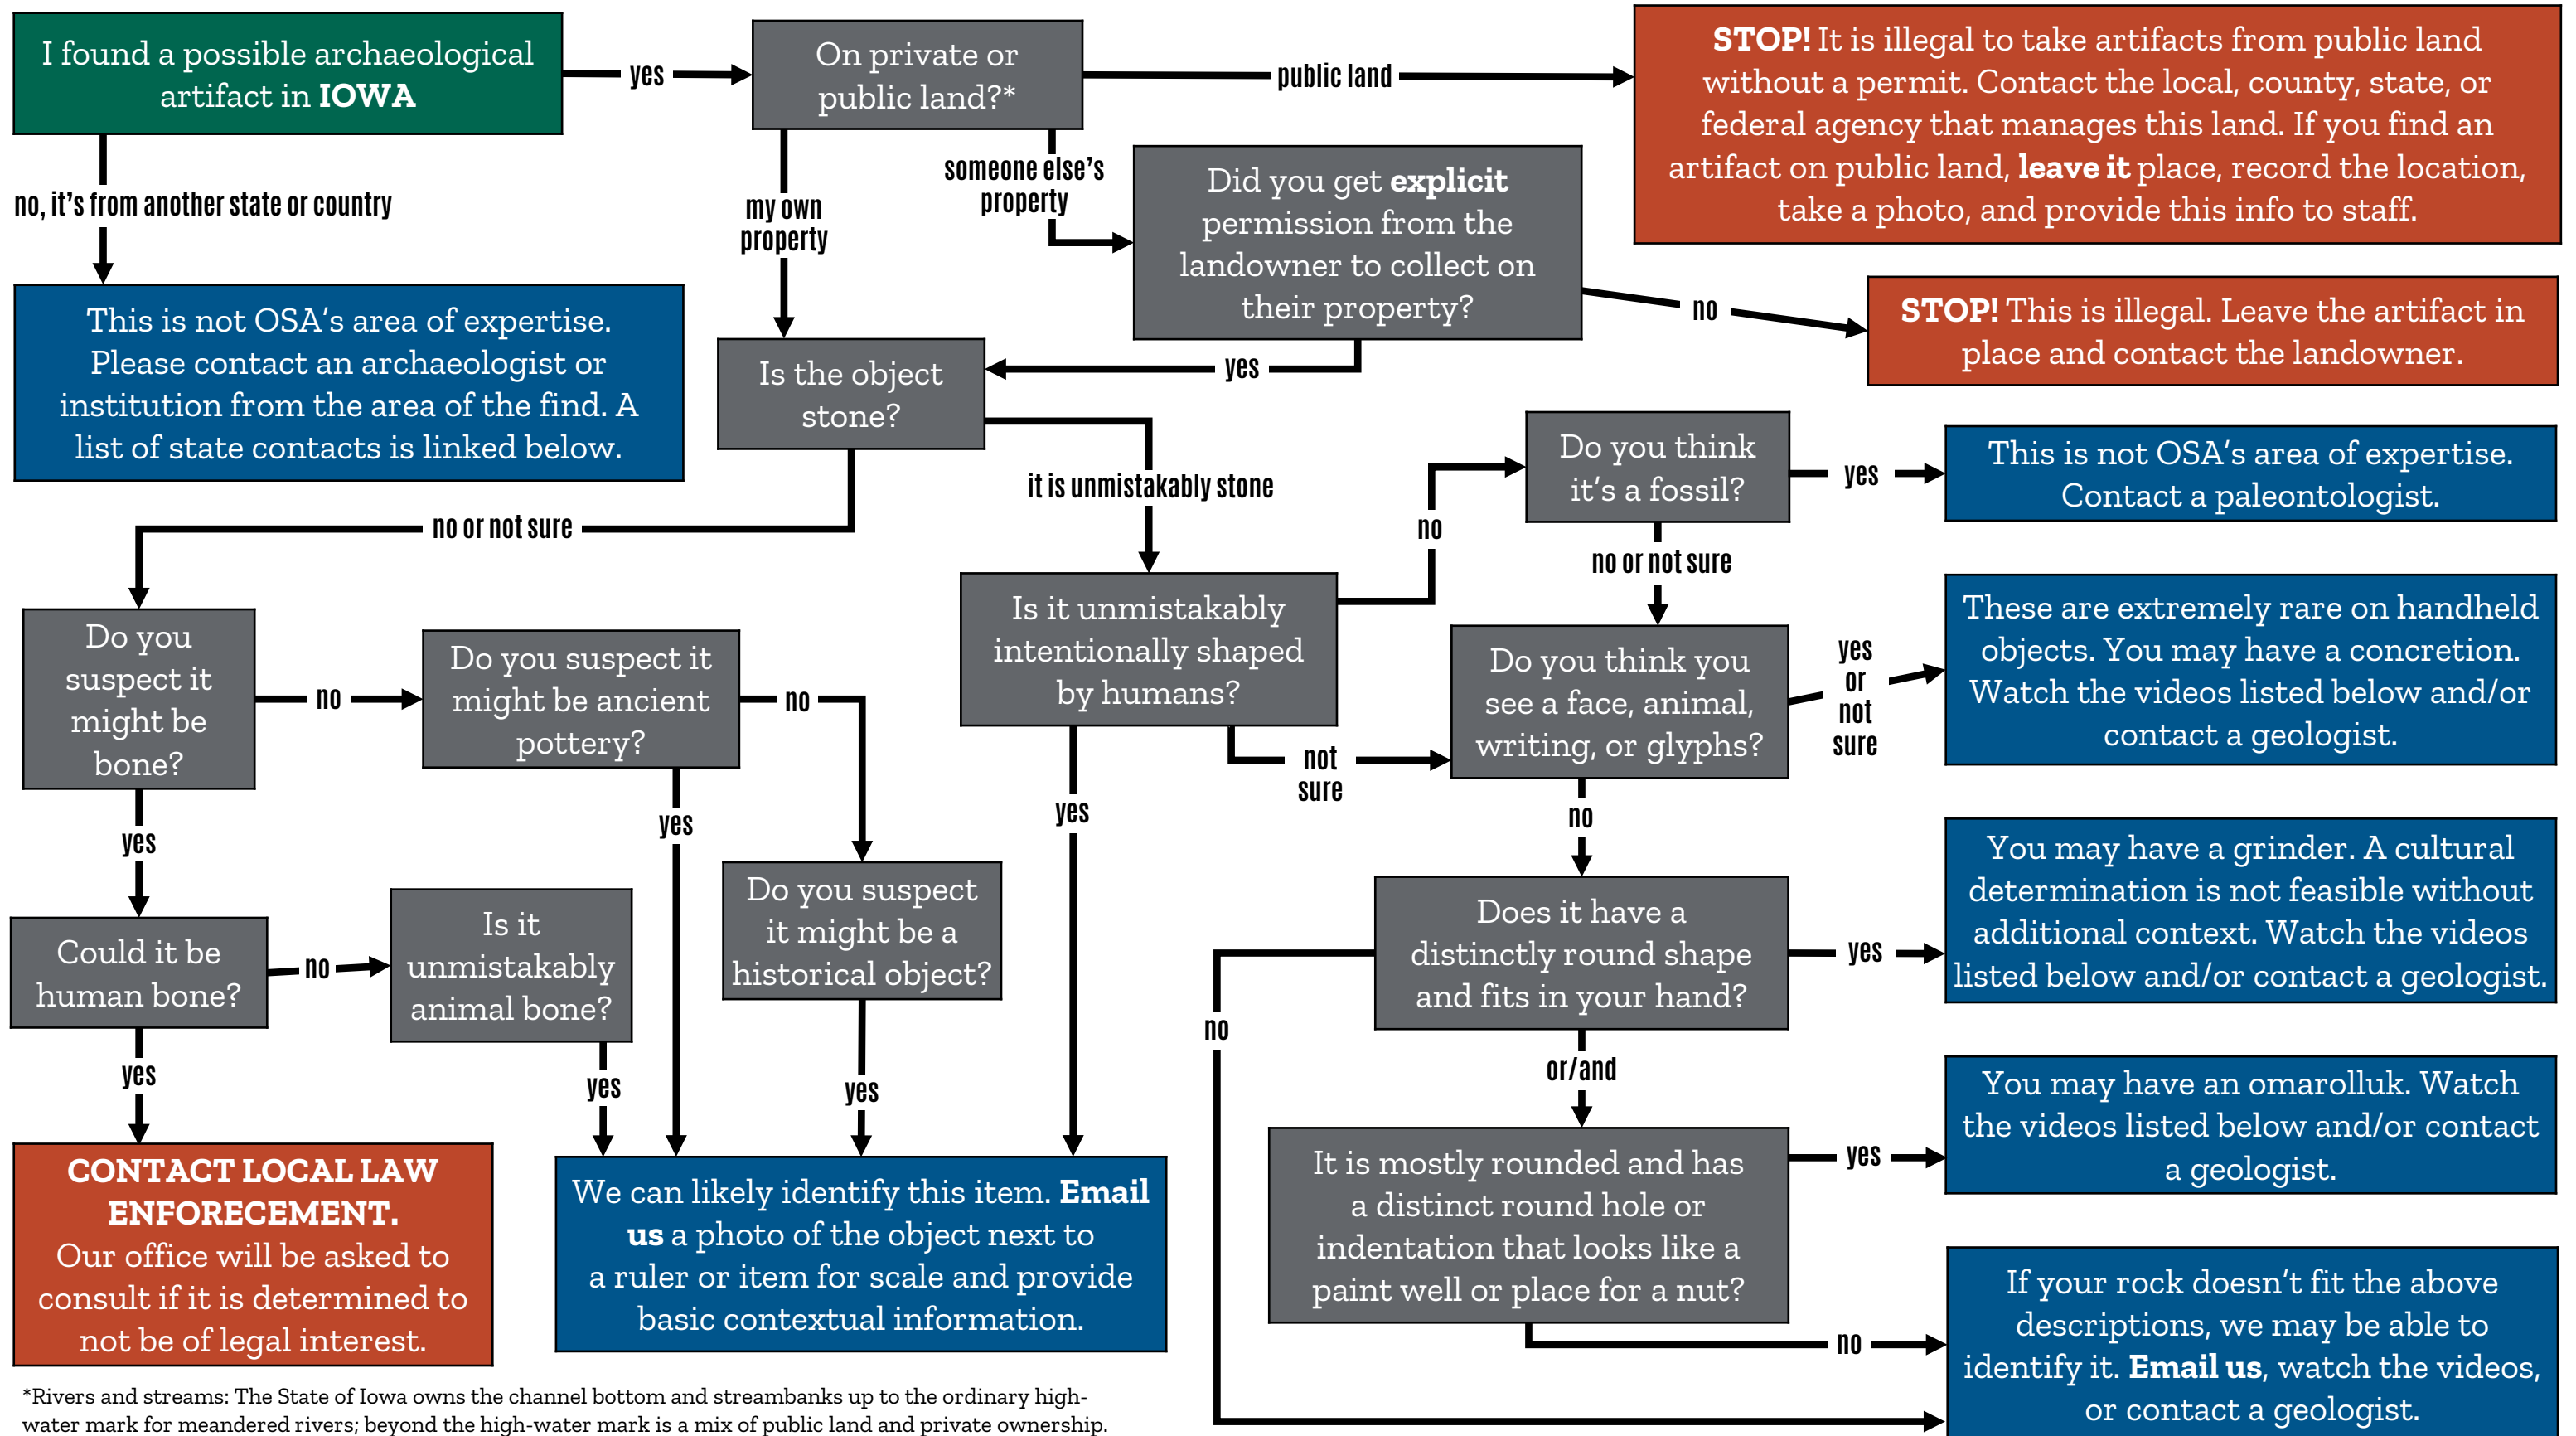 I found a possible archaeological
artifact in IOWA
yes
On private or
public land?*
public land
STOP! It is illegal to take artifacts from public land
without a permit. Contact the local, county, state, or
federal agency that manages this land. If you find an
artifact on public land, leave it place, record the location,
take a photo, and provide this info to staff.
no, it's from another state or country
my own
property
someone else's
property
Did you get explicit
permission from the
landowner to collect on
their property?
no
STOP! This is illegal. Leave the artifact in
place and contact the landowner.
yes
This is not OSA's area of expertise.
Please contact an archaeologist or
institution from the area of the find. A
list of state contacts is linked below.
Is the object
stone?
it is unmistakably stone
no or not sure
Do you think
it's a fossil?
yes
This is not OSA's area of expertise.
Contact a paleontologist.
no
no or not sure
Is it unmistakably
intentionally shaped
by humans?
not
sure
yes
Do you think you
see a face, animal,
writing, or glyphs?
yes
or
not
sure
These are extremely rare on handheld
objects. You may have a concretion.
Watch the videos listed below and/or
contact a geologist.
no
Do you
suspect it
might be
bone?
no
Do you suspect it
might be ancient
pottery?
no
yes
yes
Do you suspect
it might be a
historical object?
yes
Could it be
human bone?
no
Is it
unmistakably
animal bone?
yes
yes
Does it have a
distinctly round shape
and fits in your hand?
yes
You may have a grinder. A cultural
determination is not feasible without
additional context. Watch the videos
listed below and/or contact a geologist.
no
or/and
It is mostly rounded and has
a distinct round hole or
indentation that looks like a
paint well or place for a nut?
yes
You may have an omarolluk. Watch
the videos listed below and/or contact
a geologist.
no
If your rock doesn't fit the above
descriptions, we may be able to
identify it. Email us, watch the videos,
or contact a geologist.
CONTACT LOCAL LAW
ENFORECEMENT.
Our office will be asked to
consult if it is determined to
not be of legal interest.
We can likely identify this item. Email
us a photo of the object next to
a ruler or item for scale and provide
basic contextual information.
*Rivers and streams: The State of Iowa owns the channel bottom and streambanks up to the ordinary high-
water mark for meandered rivers; beyond the high-water mark is a mix of public land and private ownership.